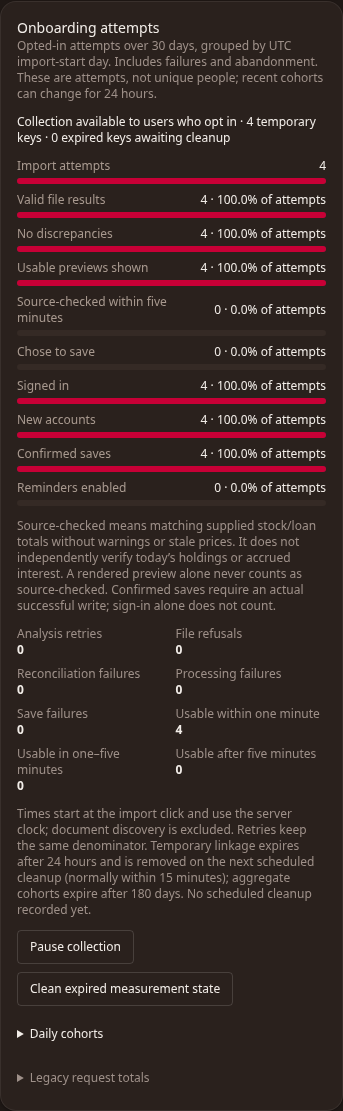 Onboarding attempts
Opted-in attempts over 30 days, grouped by UTC
import-start day. Includes failures and abandonment.
These are attempts, not unique people; recent cohorts
can change for 24 hours.
Collection available to users who opt in · 4 temporary
keys · 0 expired keys awaiting cleanup
Import attempts 4
Valid file results 4 · 100.0% of attempts
No discrepancies 4 · 100.0% of attempts
Usable previews shown 4 · 100.0% of attempts
Source-checked within five
minutes 0 · 0.0% of attempts
Chose to save 0 · 0.0% of attempts
Signed in 4 · 100.0% of attempts
New accounts 4 · 100.0% of attempts
Confirmed saves 4 · 100.0% of attempts
Reminders enabled 0 · 0.0% of attempts
Source-checked means matching supplied stock/loan
totals without warnings or stale prices. It does not
independently verify today's holdings or accrued
interest. A rendered preview alone never counts as
source-checked. Confirmed saves require an actual
successful write; sign-in alone does not count.
Analysis retries
0
File refusals
0
Reconciliation failures
0
Processing failures
0
Save failures
0
Usable within one minute
4
Usable in one–five
minutes
0
Usable after five minutes
0
Times start at the import click and use the server
clock; document discovery is excluded. Retries keep
the same denominator. Temporary linkage expires
after 24 hours and is removed on the next scheduled
cleanup (normally within 15 minutes); aggregate
cohorts expire after 180 days. No scheduled cleanup
recorded yet.
Pause collection
Clean expired measurement state
Daily cohorts
Legacy request totals